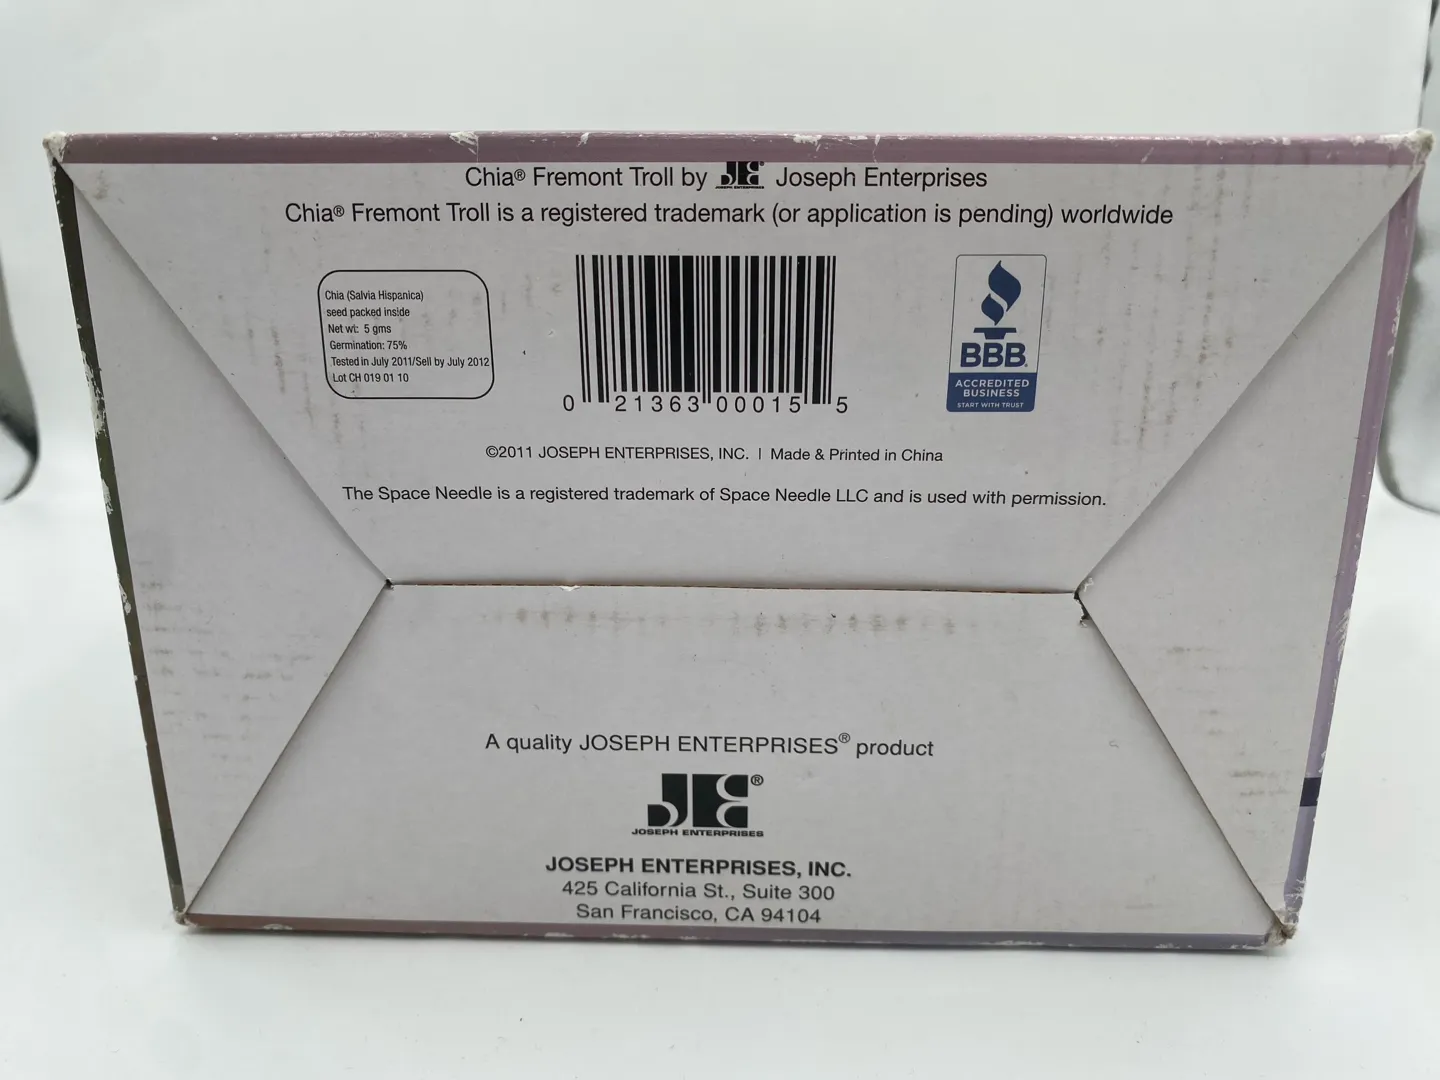 Chia® Fremont Troll by JE® JOSEPH ENTERPRISES Joseph Enterprises
Chia® Fremont Troll is a registered trademark (or application is pending) worldwide
Chia (Salvia Hispanica)
seed packed inside
Net wt: 5 gms
Germination: 75%
Tested in July 2011/Sell by July 2012
Lot CH 019 01 10
0 21363 00015 5
BBB.
ACCREDITED
BUSINESS
START WITH TRUST
©2011 JOSEPH ENTERPRISES, INC. | Made & Printed in China
The Space Needle is a registered trademark of Space Needle LLC and is used with permission.
A quality JOSEPH ENTERPRISES® product
JE®
JOSEPH ENTERPRISES
JOSEPH ENTERPRISES, INC.
425 California St., Suite 300
San Francisco, CA 94104